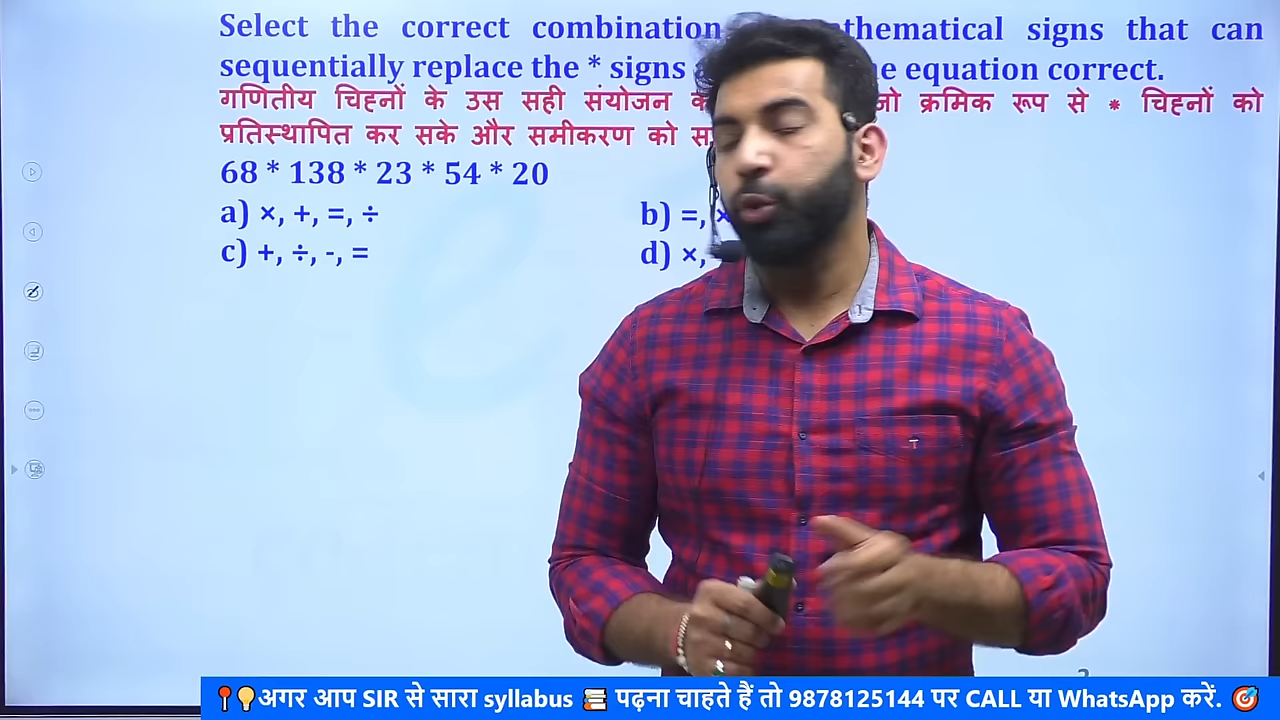 Select the correct combination thematical signs that can
sequentially replace the * signs equation correct.
गणितीय चिह्नों के उस सही संयोजन जो क्रमिक रूप से * चिह्नों को
प्रतिस्थापित कर सके और समीकरण को
68 * 138 * 23 * 54 * 20
a) ×, +, =, ÷ b) =, ×
c) +, ÷, -, = d) ×,
अगर आप SIR से सारा syllabus पढ़ना चाहते हैं तो 9878125144 पर CALL या WhatsApp करें.